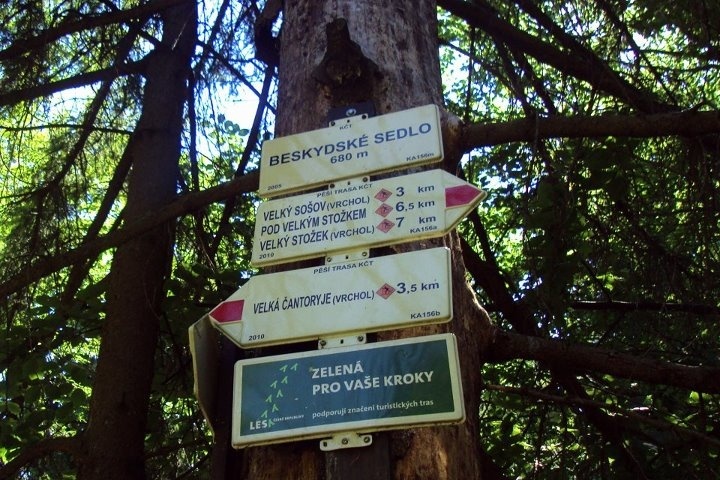 KČT
BESKYDSKÉ SEDLO
680 m
2005 KA156m
PĚŠÍ TRASA KČT
VELKÝ SOŠOV (VRCHOL) 3 km
POD VELKÝM STOŽKEM 6,5 km
VELKÝ STOŽEK (VRCHOL) 7 km
2010 KA156a
PĚŠÍ TRASA KČT
VELKÁ ČANTORYJE (VRCHOL) 3,5 km
2010 KA156b
ZELENÁ
PRO VAŠE KROKY
LESY ČESKÉ REPUBLIKY podporují značení turistických tras